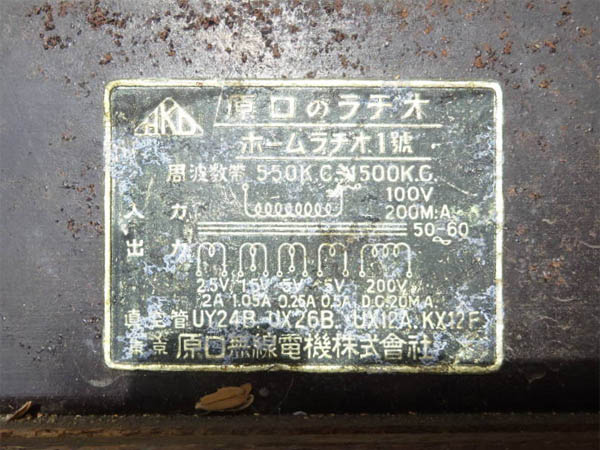 HKD
原口のラヂオ
ホームラヂオ1號
周波数帯 550K.C.~1500K.C.
100V
入力 200M.A.
50-60
出力
2.5V. 1.5V. 5V. 5V. 200V.
2A 1.05A 0.25A 0.5A. D.C.20M.A.
真空管 UY24B. UX26B. UX12A. KX12F
東京 原口無線電機株式會社